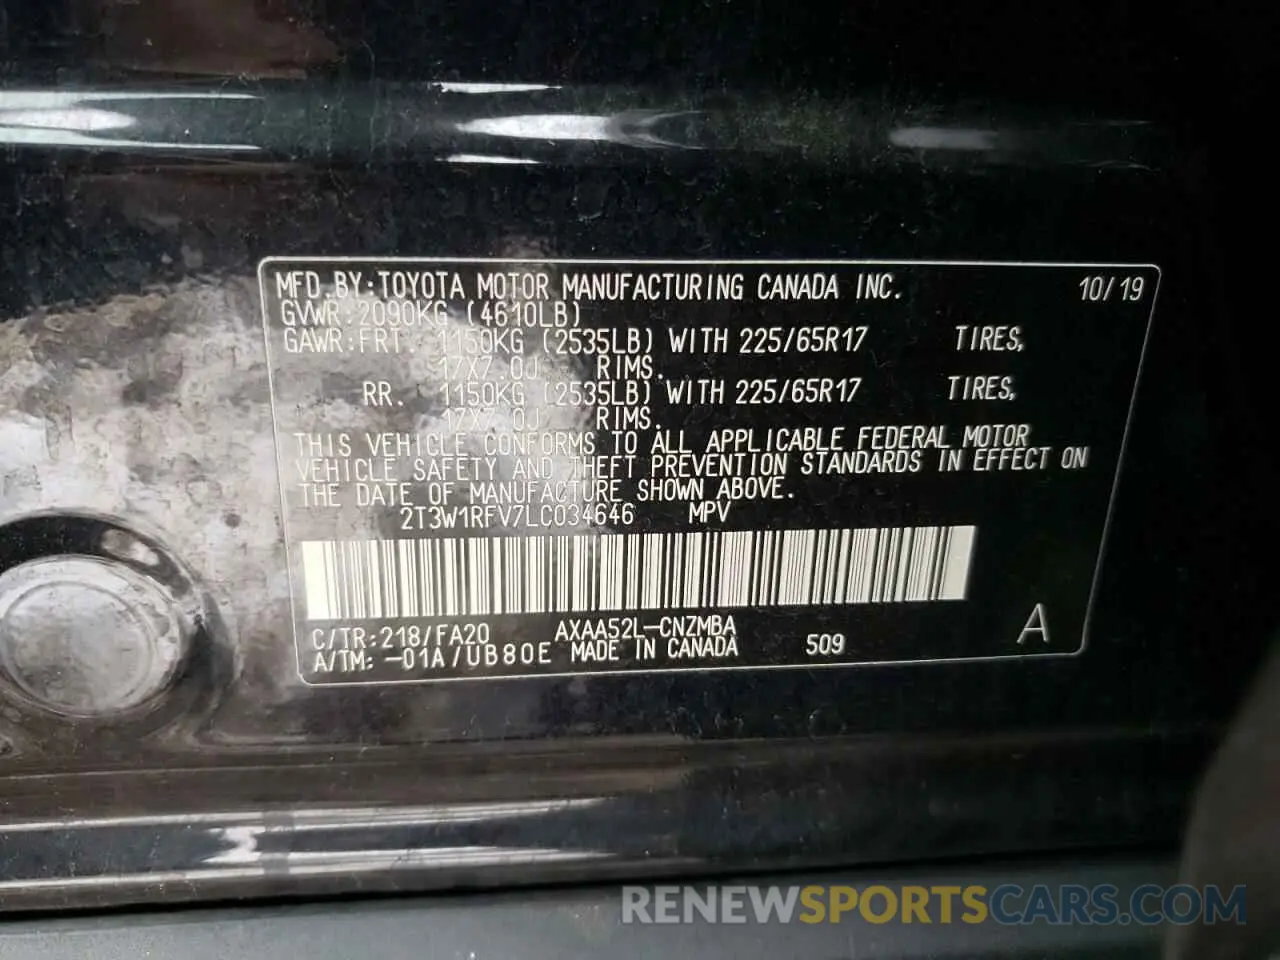 MFD.BY:TOYOTA MOTOR MANUFACTURING CANADA INC. 10/19
GVWR:2090KG (4610LB)
GAWR:FRT. 1150KG (2535LB) WITH 225/65R17 TIRES,
17X7.0J RIMS.
RR. 1150KG (2535LB) WITH 225/65R17 TIRES,
17X7.0J RIMS.
THIS VEHICLE CONFORMS TO ALL APPLICABLE FEDERAL MOTOR
VEHICLE SAFETY AND THEFT PREVENTION STANDARDS IN EFFECT ON
THE DATE OF MANUFACTURE SHOWN ABOVE.
2T3W1RFV7LC034646 MPV
C/TR:218/FA20 AXAA52L-CNZMBA
A/TM:-01A/UB80E MADE IN CANADA 509 A
RENEWSPORTSCARS.COM